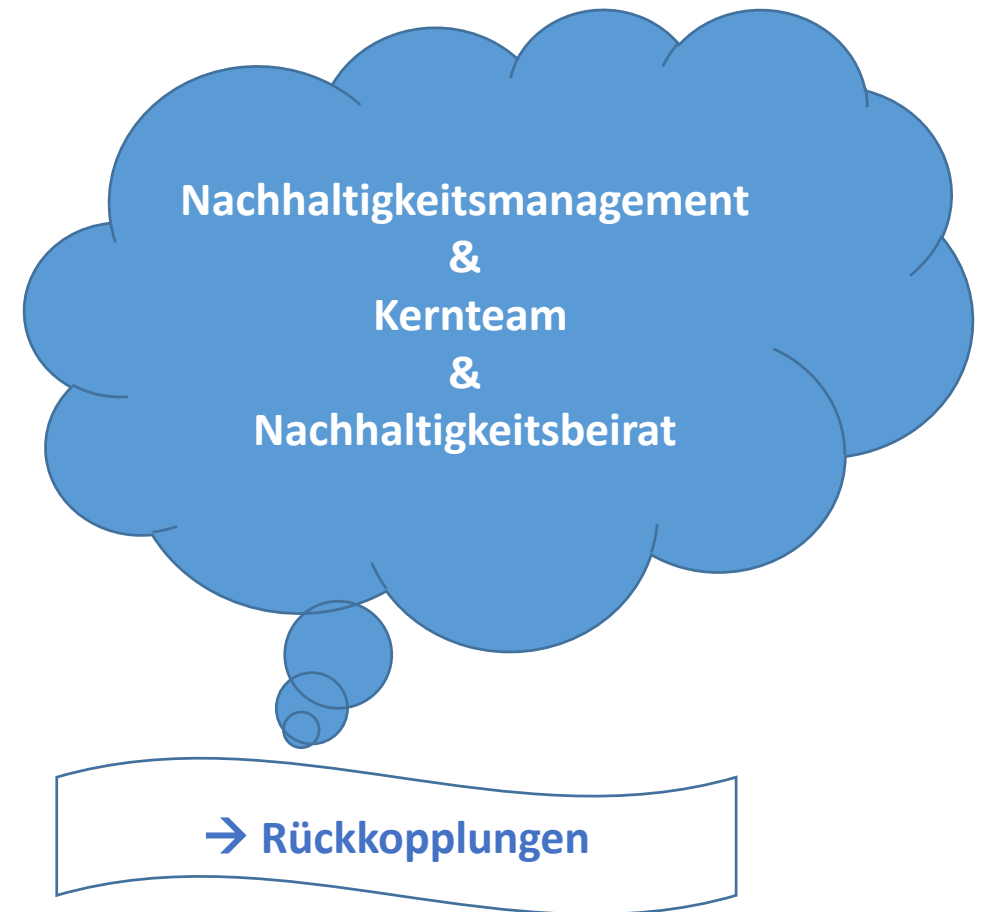 Nachhaltigkeitsmanagement
&
Kernteam
&
Nachhaltigkeitsbeirat
→ Rückkopplungen